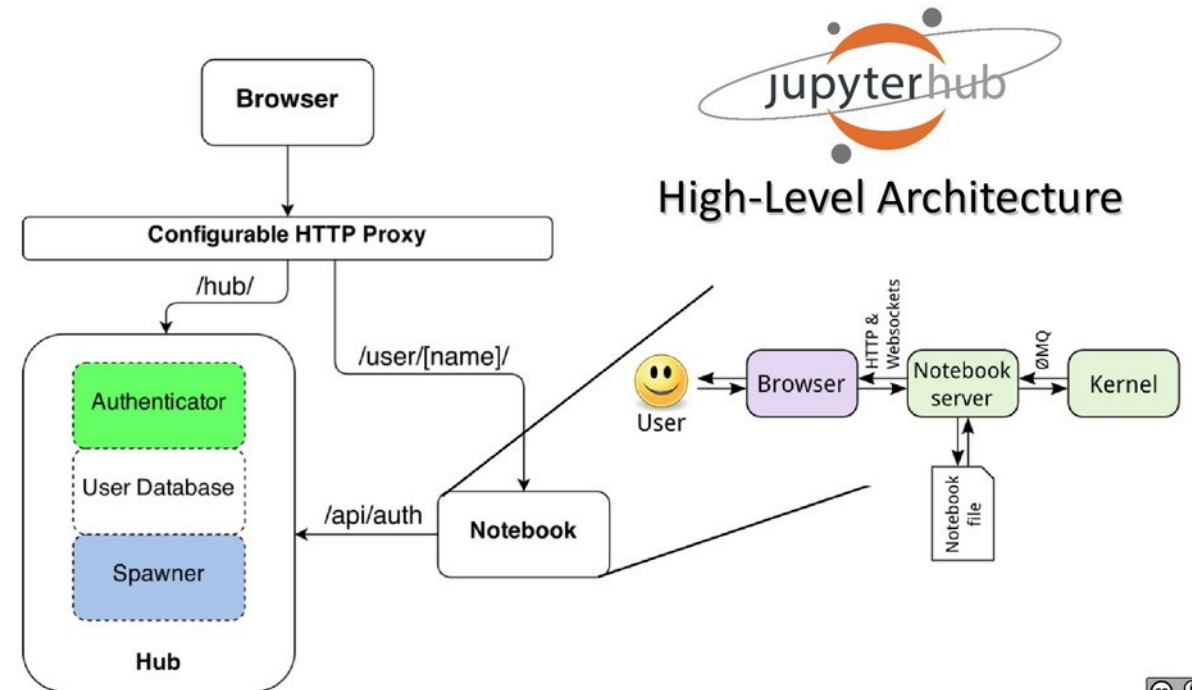 Browser
jupyterhub
High-Level Architecture
Configurable HTTP Proxy
/hub/
/user/[name]/
Authenticator
User Database
Spawner
Hub
/api/auth
Notebook
User
Browser
HTTP &
Websockets
Notebook
server
ØMQ
Kernel
Notebook
file